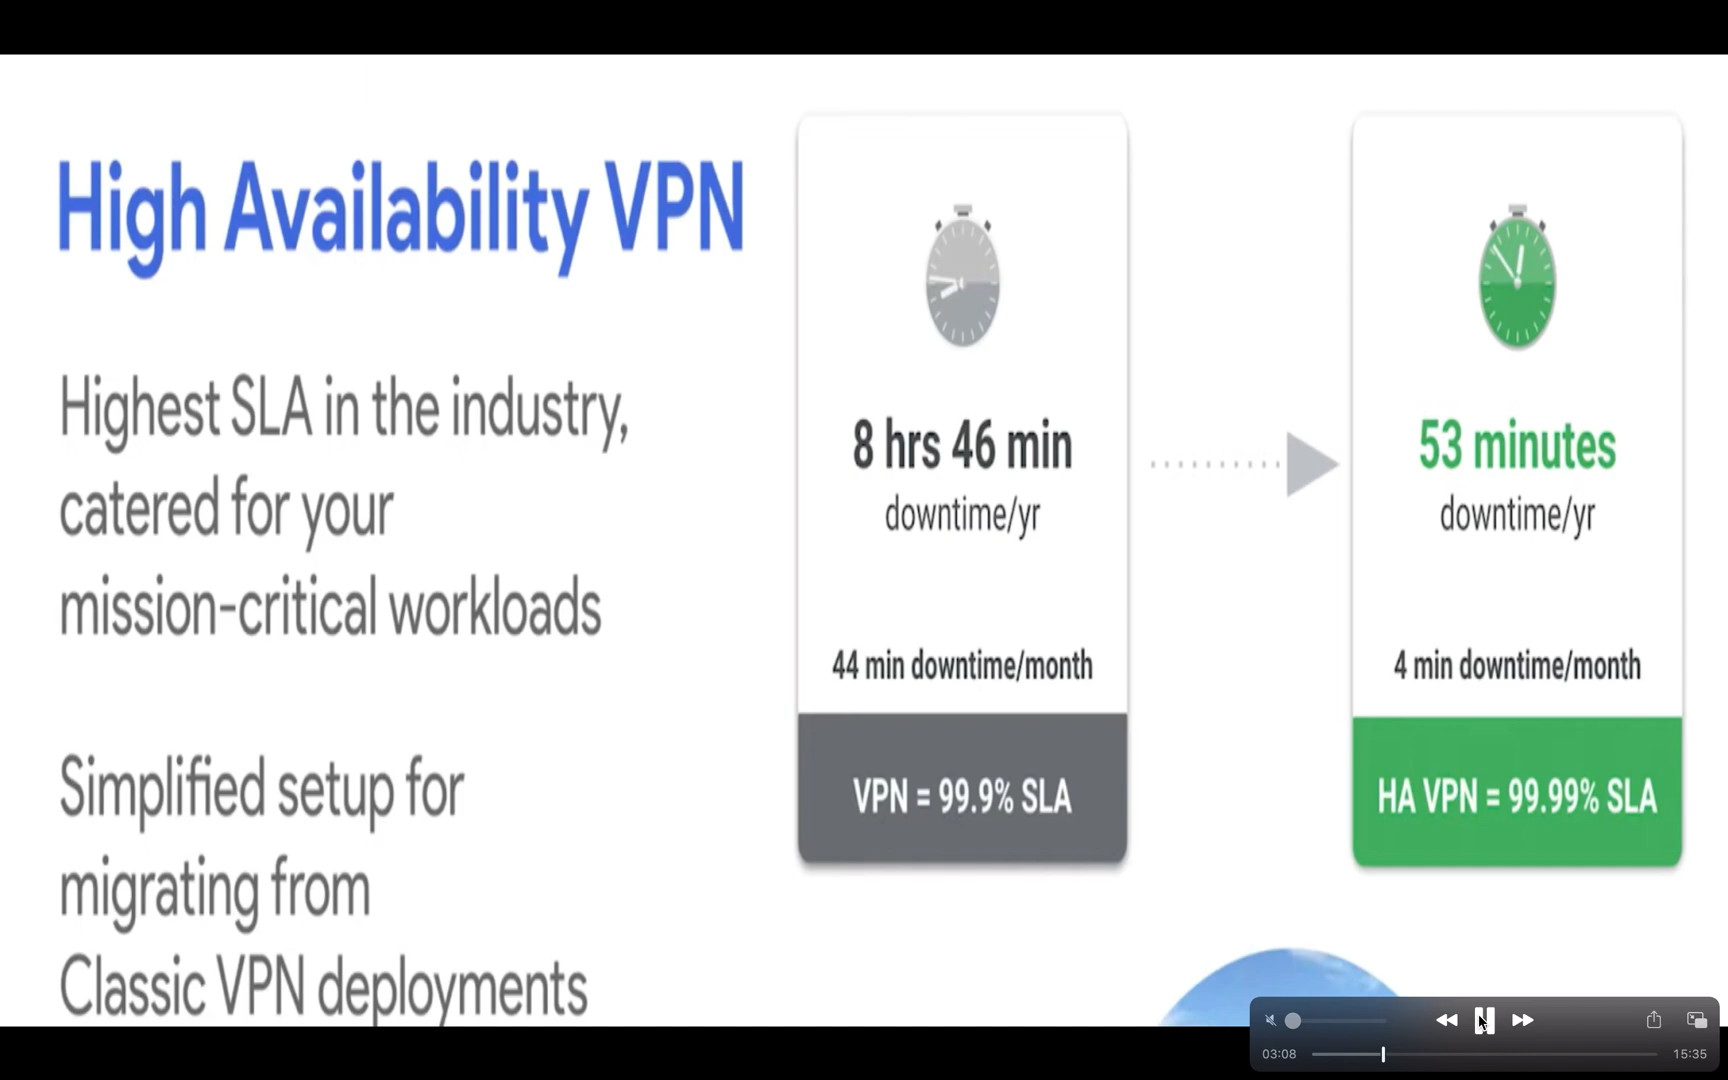 High Availability VPN
Highest SLA in the industry,
catered for your
mission-critical workloads
Simplified setup for
migrating from
Classic VPN deployments
8 hrs 46 min
downtime/yr
44 min downtime/month
VPN = 99.9% SLA
53 minutes
downtime/yr
4 min downtime/month
HA VPN = 99.99% SLA
03:08
15:35